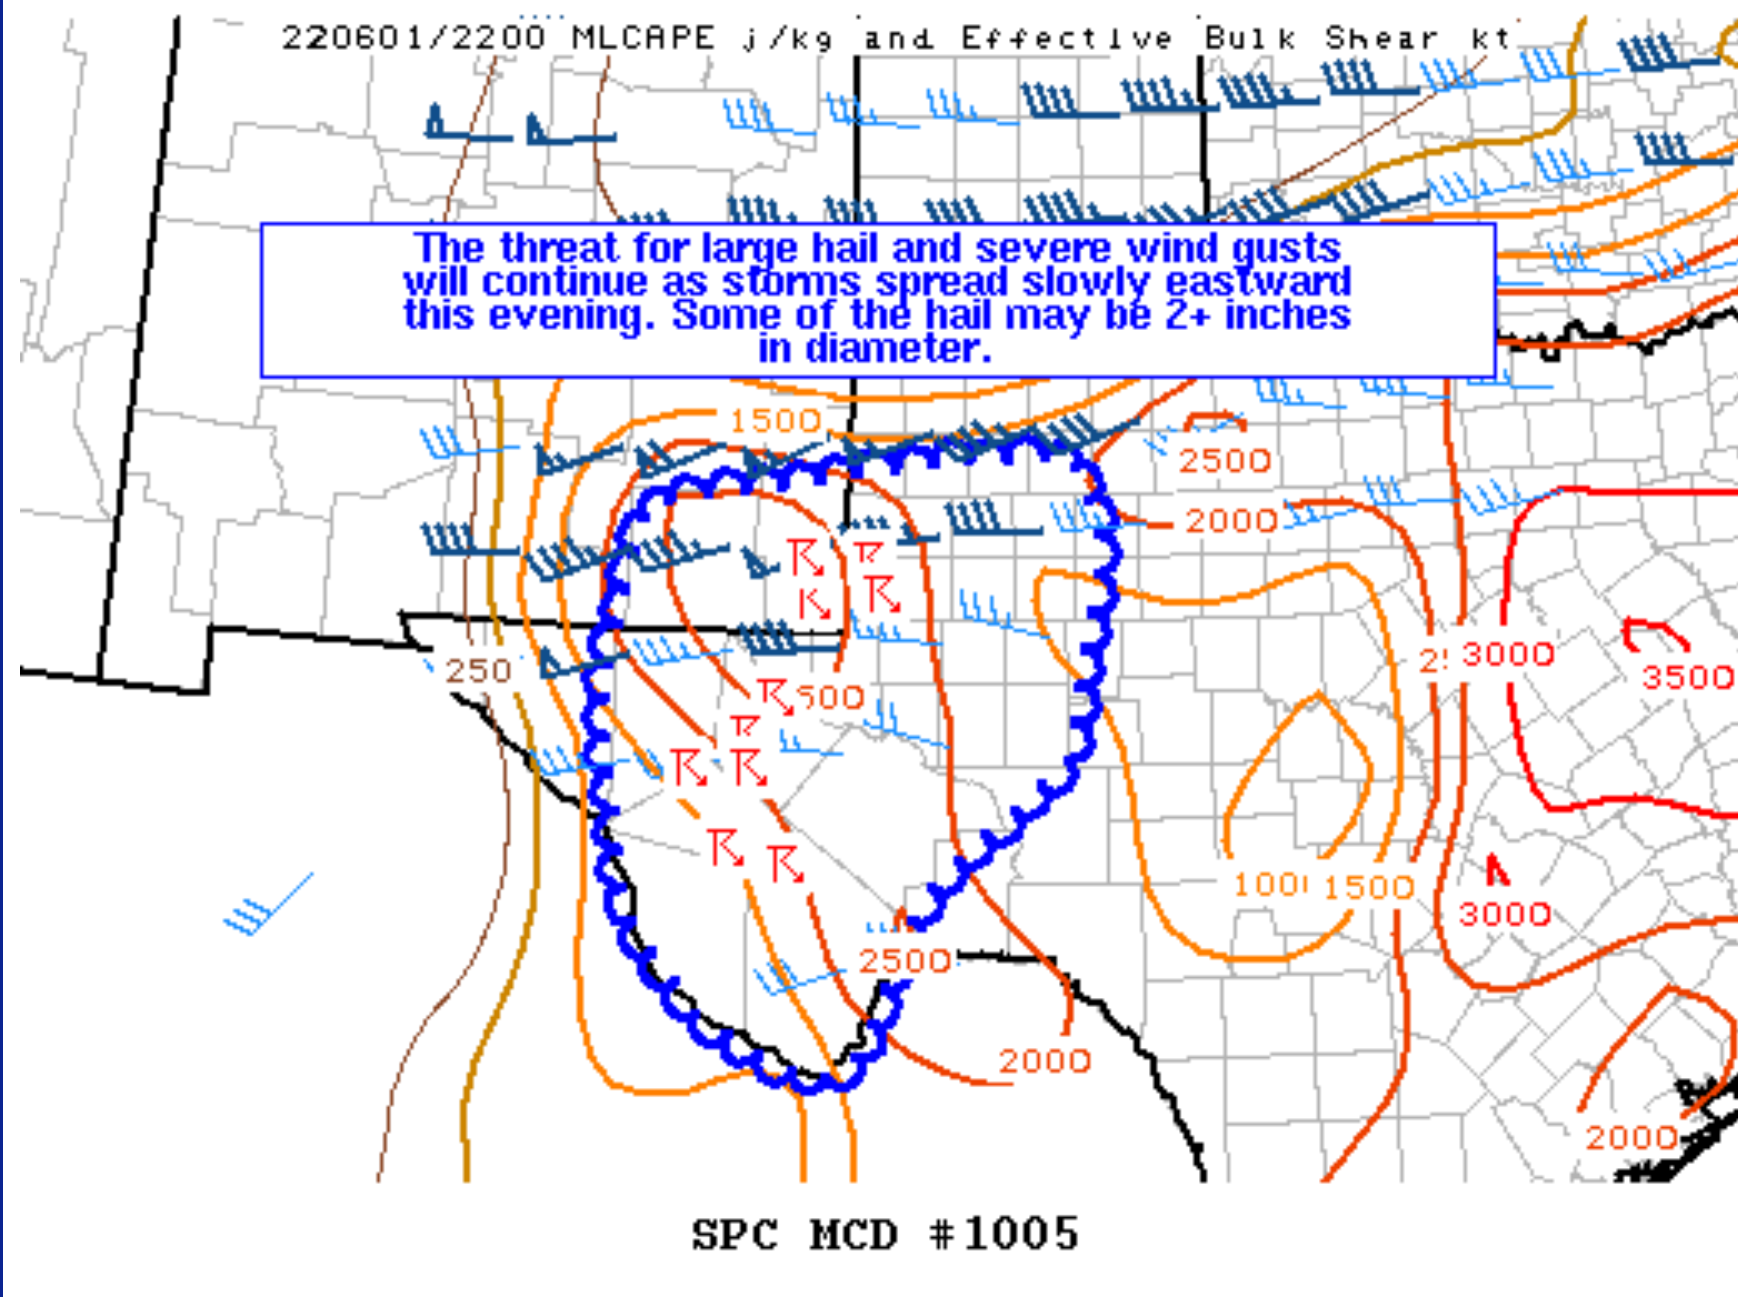 220601/2200 MLCAPE j/kg and Effective Bulk Shear kt
The threat for large hail and severe wind gusts
will continue as storms spread slowly eastward
this evening. Some of the hail may be 2+ inches
in diameter.
1500
2500
2000
250
3000
3500
500
1500
3000
2500
2000
2000
SPC MCD #1005